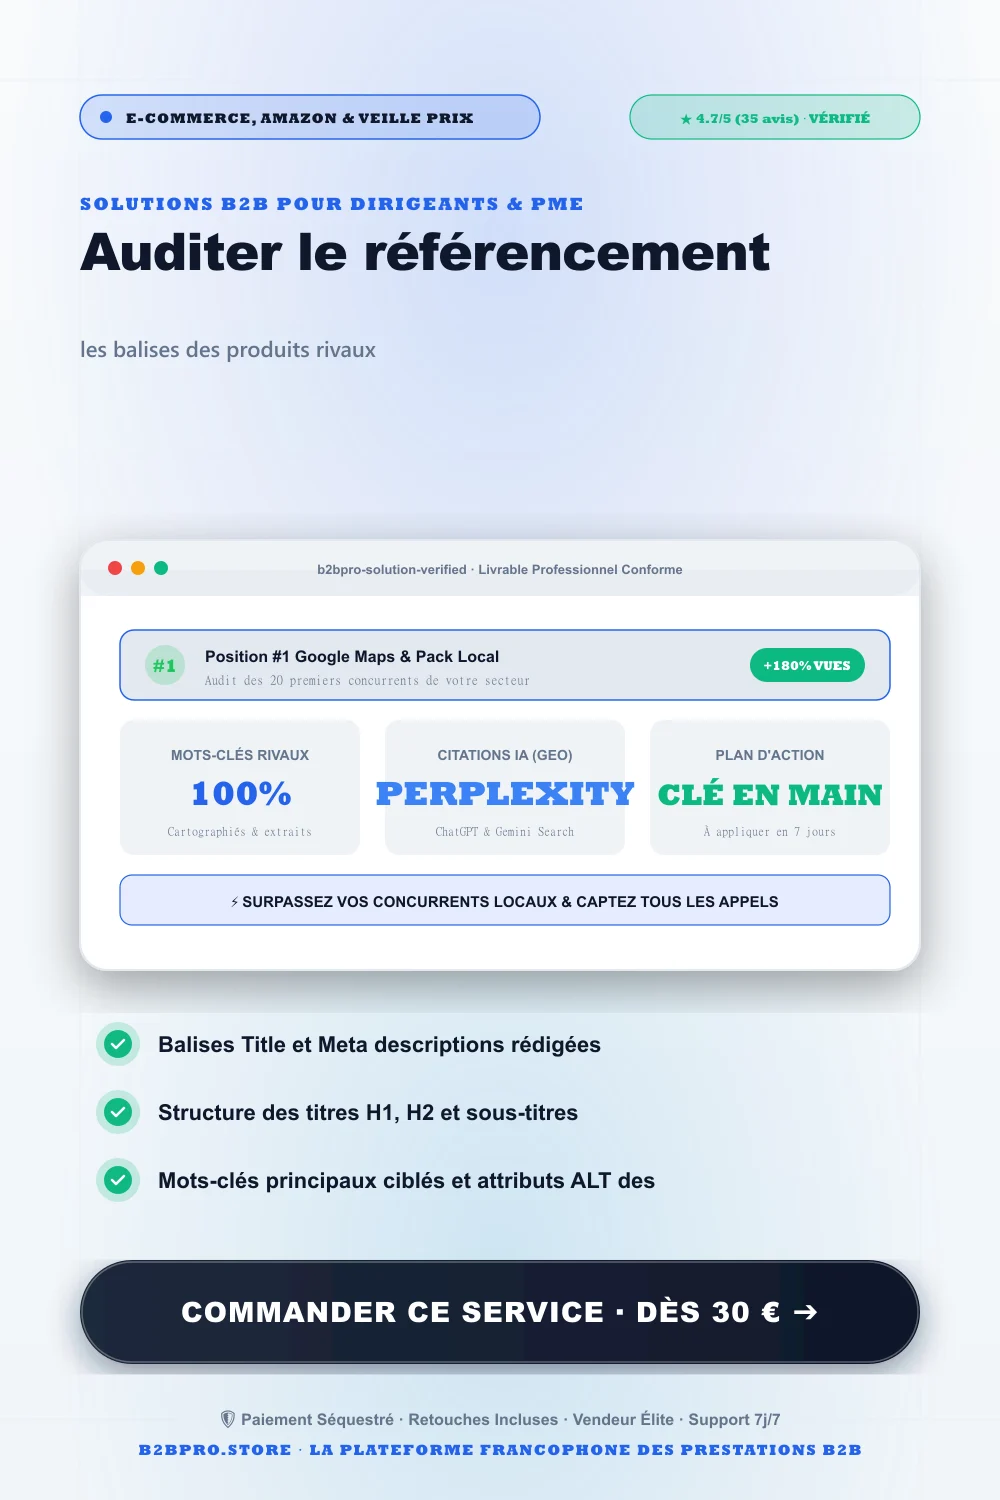 E-COMMERCE, AMAZON & VEILLE PRIX
★ 4.7/5 (35 avis) · VÉRIFIÉ
SOLUTIONS B2B POUR DIRIGEANTS & PME
Auditer le référencement
les balises des produits rivaux
b2bpro-solution-verified · Livrable Professionnel Conforme
#1
Position #1 Google Maps & Pack Local
Audit des 20 premiers concurrents de votre secteur
+180% VUES
MOTS-CLÉS RIVAUX
100%
Cartographiés & extraits
CITATIONS IA (GEO)
PERPLEXITY
ChatGPT & Gemini Search
PLAN D'ACTION
CLÉ EN MAIN
À appliquer en 7 jours
⚡ SURPASSEZ VOS CONCURRENTS LOCAUX & CAPTEZ TOUS LES APPELS
Balises Title et Meta descriptions rédigées
Structure des titres H1, H2 et sous-titres
Mots-clés principaux ciblés et attributs ALT des
COMMANDER CE SERVICE · DÈS 30 € →
🛡 Paiement Séquestré · Retouches Incluses · Vendeur Élite · Support 7j/7
B2BPRO.STORE · LA PLATEFORME FRANCOPHONE DES PRESTATIONS B2B